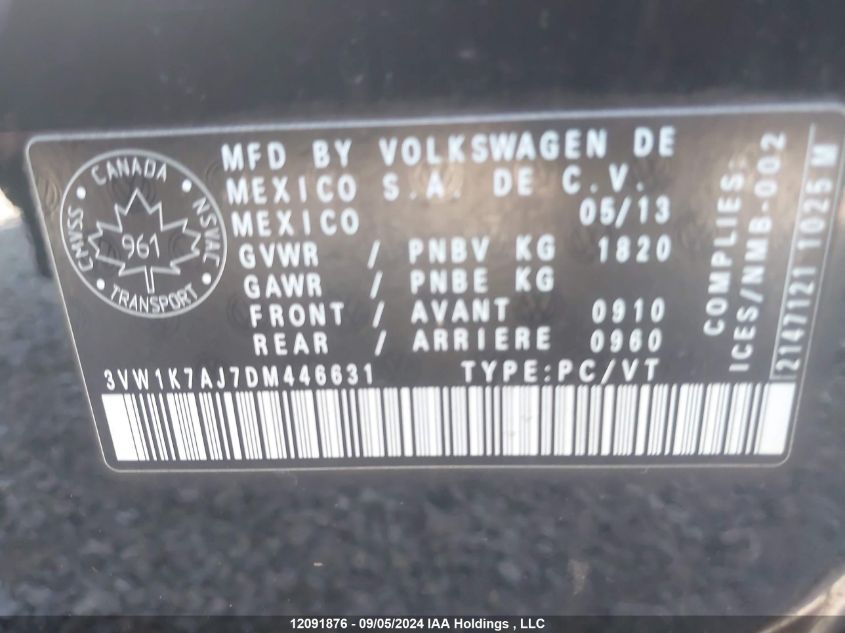 CANADA
NSVAC
TRANSPORT
CMVSS
961
MFD BY VOLKSWAGEN DE
MEXICO S.A. DE C.V.
MEXICO 05/13
GVWR / PNBV KG 1820
GAWR / PNBE KG
FRONT / AVANT 0910
REAR / ARRIERE 0960
3VW1K7AJ7DM446631 TYPE:PC/VT
COMPLIES:
ICES/NMB-002
2147121 1025 M
12091876 - 09/05/2024 IAA Holdings , LLC